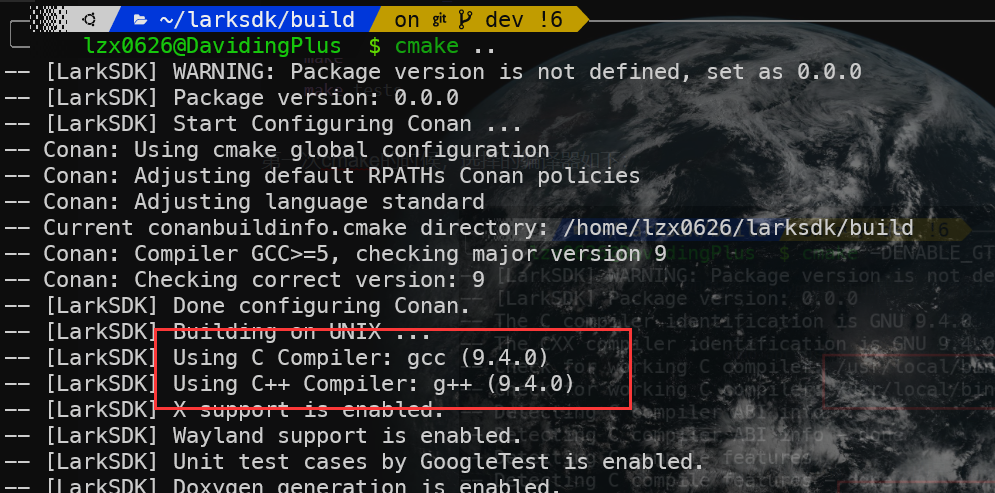 ~/larksdk/build on git dev !6
lzx0626@DavidingPlus $ cmake ..
-- [LarkSDK] WARNING: Package version is not defined, set as 0.0.0
-- [LarkSDK] Package version: 0.0.0
-- [LarkSDK] Start Configuring Conan ...
-- Conan: Using cmake global configuration
-- Conan: Adjusting default RPATHs Conan policies
-- Conan: Adjusting language standard
-- Current conanbuildinfo.cmake directory: /home/lzx0626/larksdk/build
-- Conan: Compiler GCC>=5, checking major version 9
-- Conan: Checking correct version: 9
-- [LarkSDK] Done configuring Conan.
-- [LarkSDK] Building on UNIX ...
-- [LarkSDK] Using C Compiler: gcc (9.4.0)
-- [LarkSDK] Using C++ Compiler: g++ (9.4.0)
-- [LarkSDK] X support is enabled.
-- [LarkSDK] Wayland support is enabled.
-- [LarkSDK] Unit test cases by GoogleTest is enabled.
-- [LarkSDK] Doxygen generation is enabled.